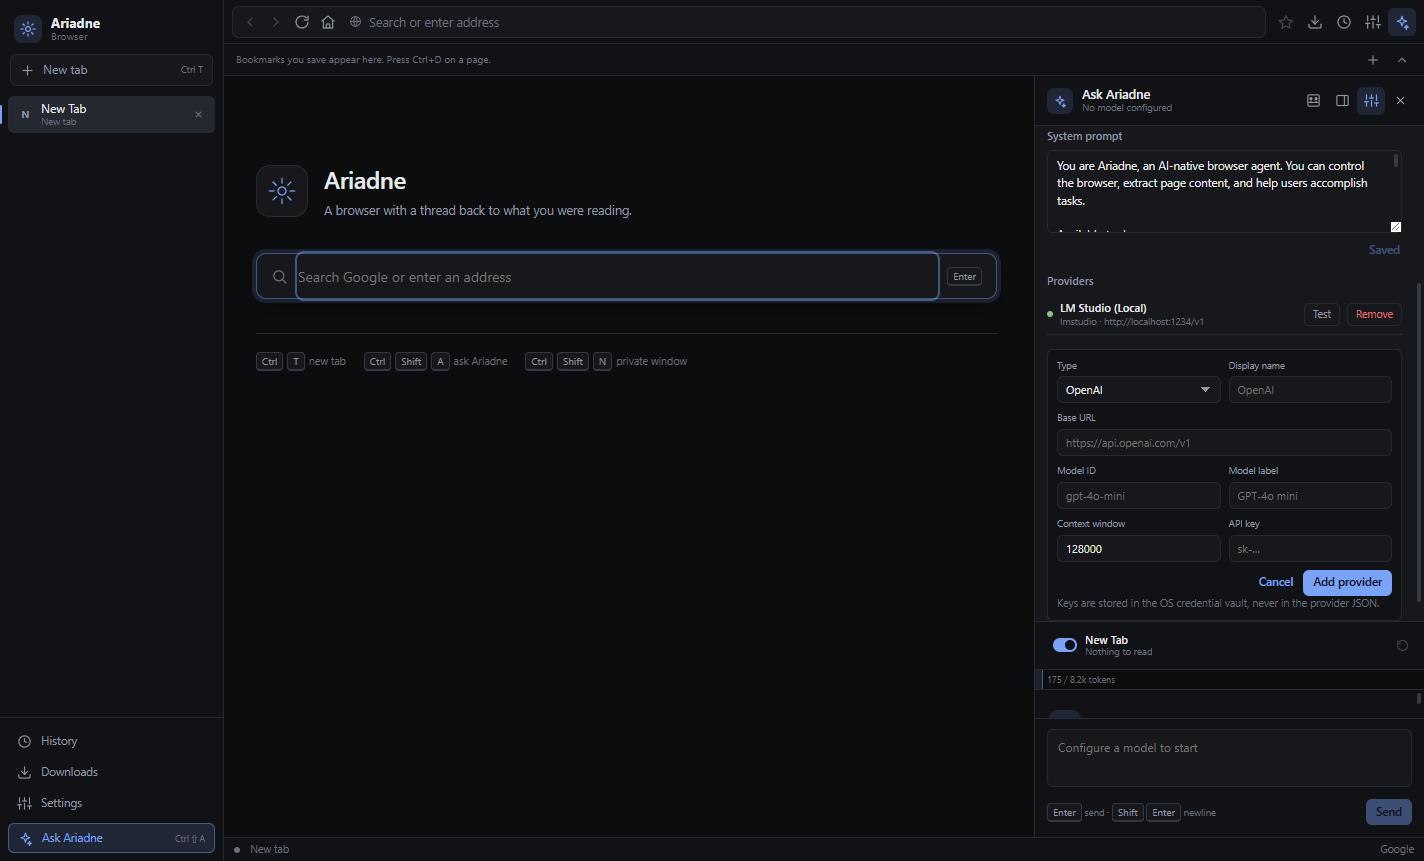 Ariadne
Browser
New tab
Ctrl T
N
New Tab
New tab
History
Downloads
Settings
Ask Ariadne
Ctrl ⇧ A
Search or enter address
Bookmarks you save appear here. Press Ctrl+D on a page.
Ariadne
A browser with a thread back to what you were reading.
Search Google or enter an address
Enter
Ctrl T new tab Ctrl Shift A ask Ariadne Ctrl Shift N private window
Ask Ariadne
No model configured
System prompt
You are Ariadne, an AI-native browser agent. You can control
the browser, extract page content, and help users accomplish
tasks.
Saved
Providers
LM Studio (Local)
lmstudio · http://localhost:1234/v1
Test
Remove
Type
Display name
OpenAI
OpenAI
Base URL
https://api.openai.com/v1
Model ID
Model label
gpt-4o-mini
GPT-4o mini
Context window
API key
128000
sk-...
Cancel
Add provider
Keys are stored in the OS credential vault, never in the provider JSON.
New Tab
Nothing to read
175 / 8.2k tokens
Configure a model to start
Enter send · Shift Enter newline
Send
New tab
Google